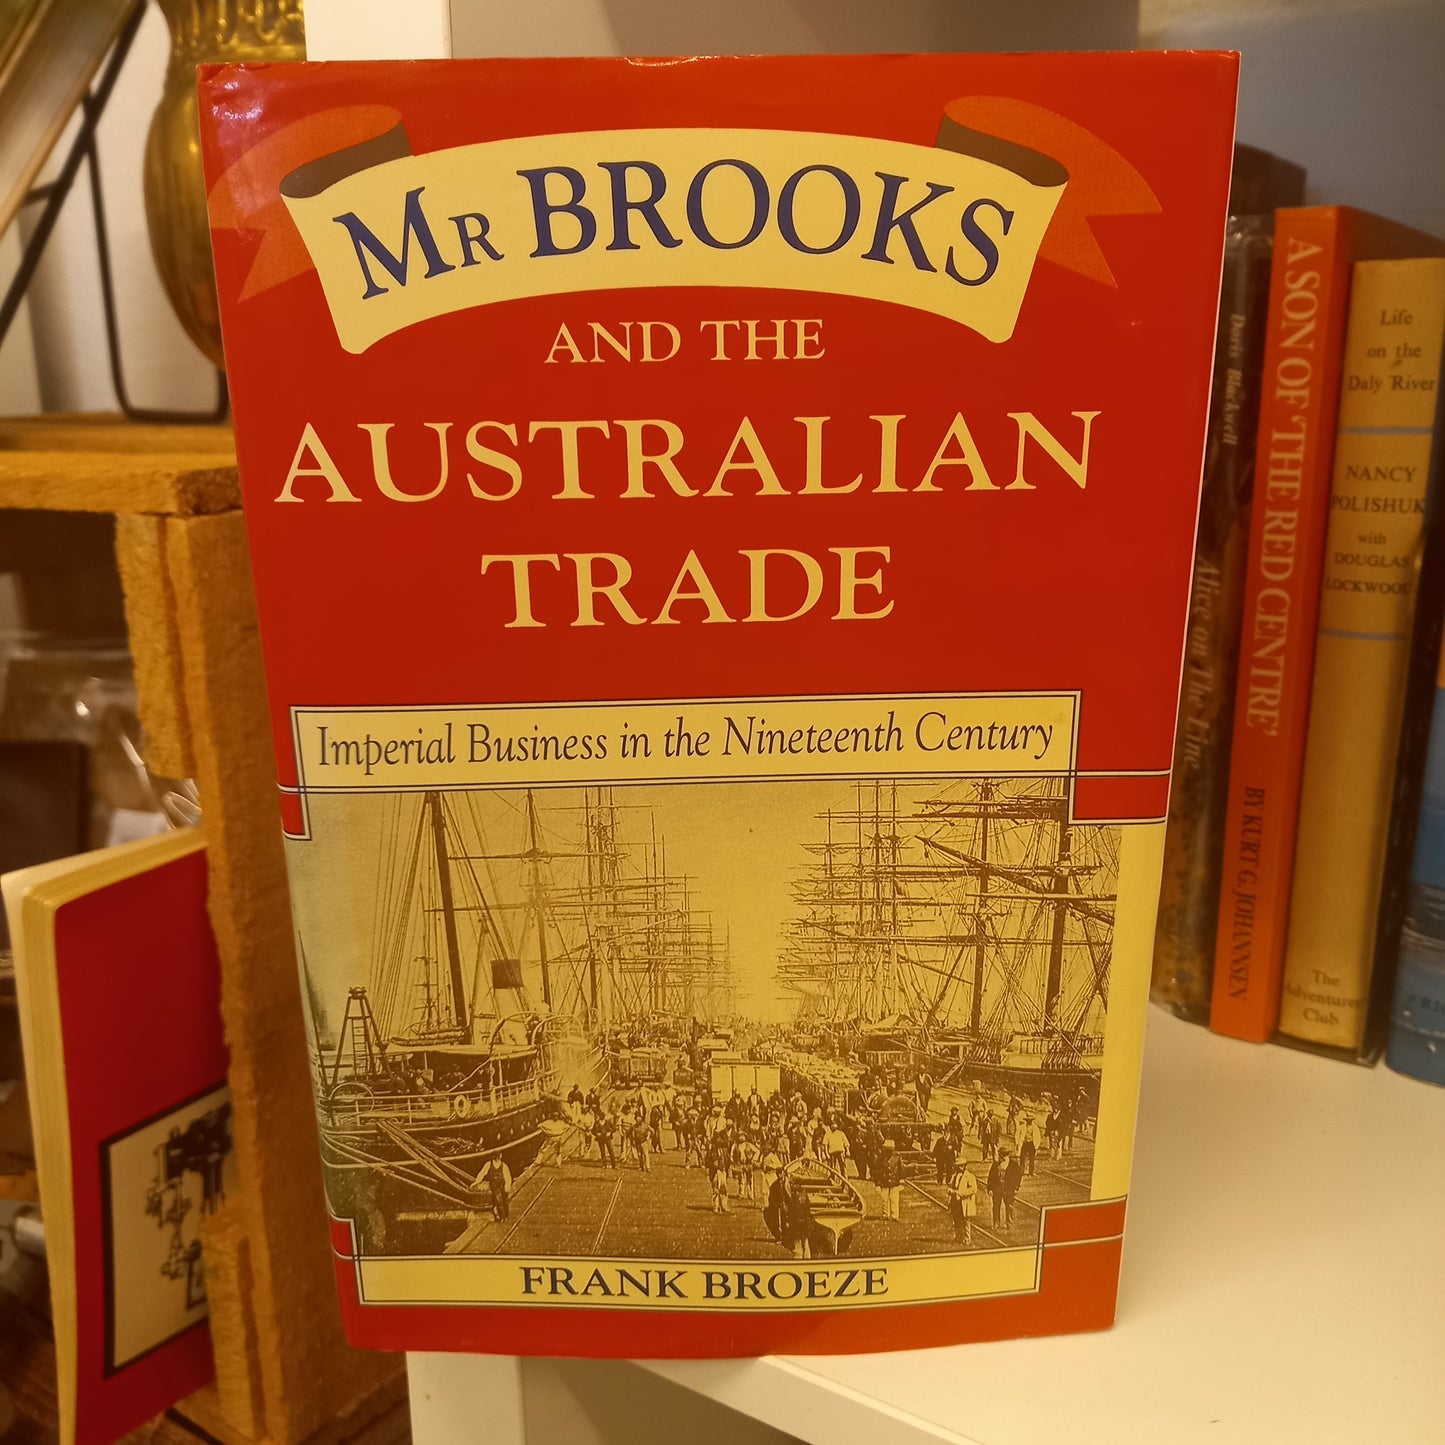 Mr BROOKS
AND THE
AUSTRALIAN
TRADE
Imperial Business in the Nineteenth Century
FRANK BROEZE
Doris Blackwell
Alice on The Line
A SON OF 'THE RED CENTRE'
BY KURT G. JOHANNSEN
Life
on the
Daly River
NANCY
POLISHUK
with
DOUGLAS
LOCKWOOD
The
Adventurers
Club